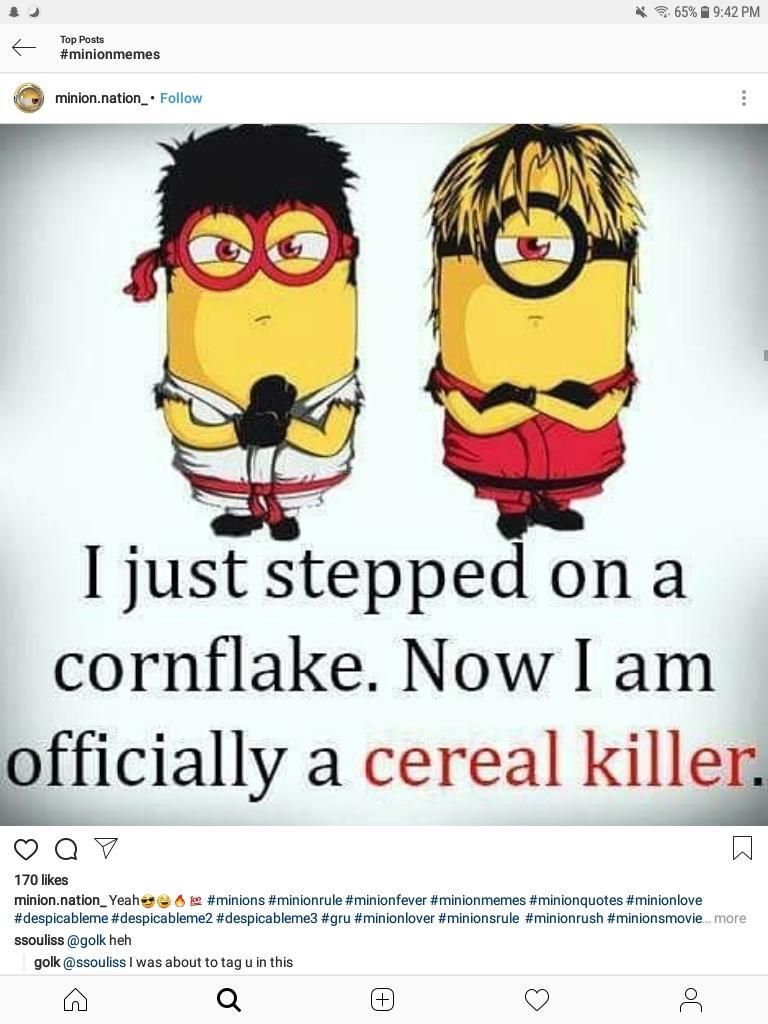 65% 9:42 PM
Top Posts
#minionmemes
minion.nation_ • Follow
I just stepped on a
cornflake. Now I am
officially a cereal killer.
170 likes
minion.nation_ Yeah😎😂🔥💯 #minions #minionrule #minionfever #minionmemes #minionquotes #minionlove
#despicableme #despicableme2 #despicableme3 #gru #minionlover #minionsrule #minionrush #minionsmovie... more
ssouliss @golk heh
golk @ssouliss I was about to tag u in this